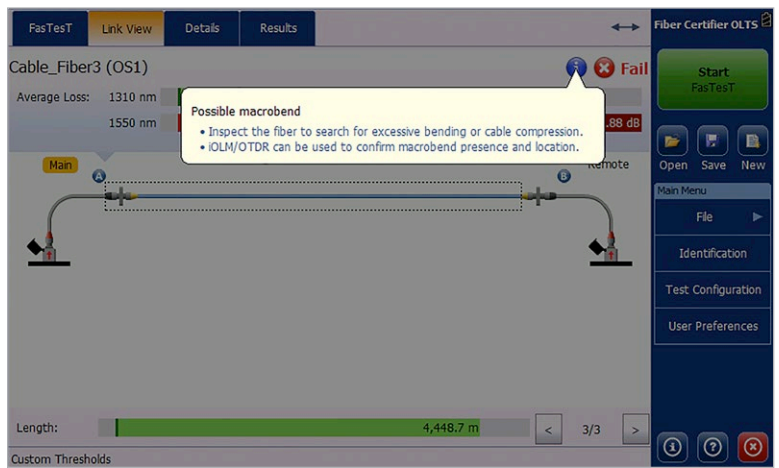 FasTesT
Link View
Details
Results
Fiber Certifier OLTS
Cable_Fiber3 (OS1)
Fail
Start
FasTesT
Average Loss:
1310 nm
1550 nm
.88 dB
Possible macrobend
• Inspect the fiber to search for excessive bending or cable compression.
• iOLM/OTDR can be used to confirm macrobend presence and location.
Open
Save
New
Main
A
B
Remote
Main Menu
File
Identification
Test Configuration
User Preferences
Length:
4,448.7 m
<
3/3
>
Custom Thresholds